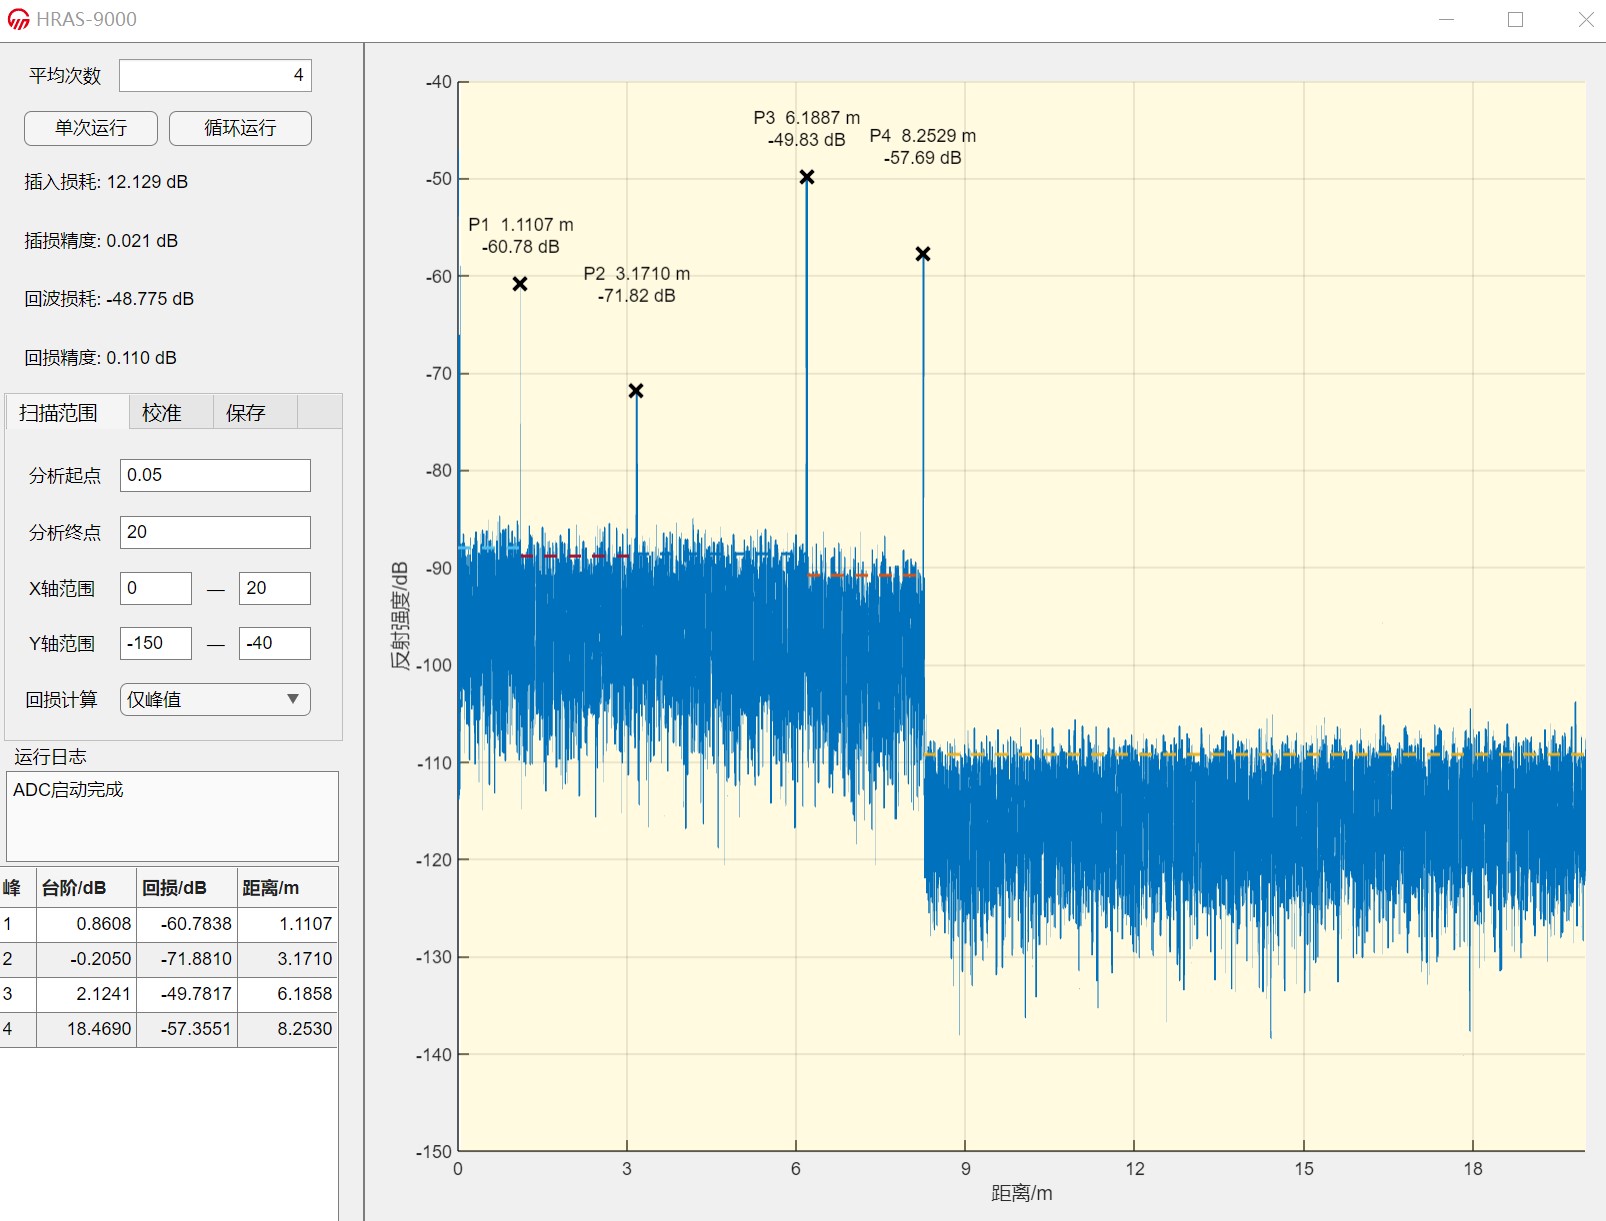 HRAS-9000
平均次数 4
单次运行 循环运行
插入损耗: 12.129 dB
插损精度: 0.021 dB
回波损耗: -48.775 dB
回损精度: 0.110 dB
扫描范围 校准 保存
分析起点 0.05
分析终点 20
X轴范围 0 — 20
Y轴范围 -150 — -40
回损计算 仅峰值
运行日志
ADC启动完成
峰 台阶/dB 回损/dB 距离/m
1 0.8608 -60.7838 1.1107
2 -0.2050 -71.8810 3.1710
3 2.1241 -49.7817 6.1858
4 18.4690 -57.3551 8.2530
-40
-50
-60
-70
-80
-90
-100
-110
-120
-130
-140
-150
反射强度/dB
P1 1.1107 m
-60.78 dB
P2 3.1710 m
-71.82 dB
P3 6.1887 m
-49.83 dB
P4 8.2529 m
-57.69 dB
0 3 6 9 12 15 18
距离/m